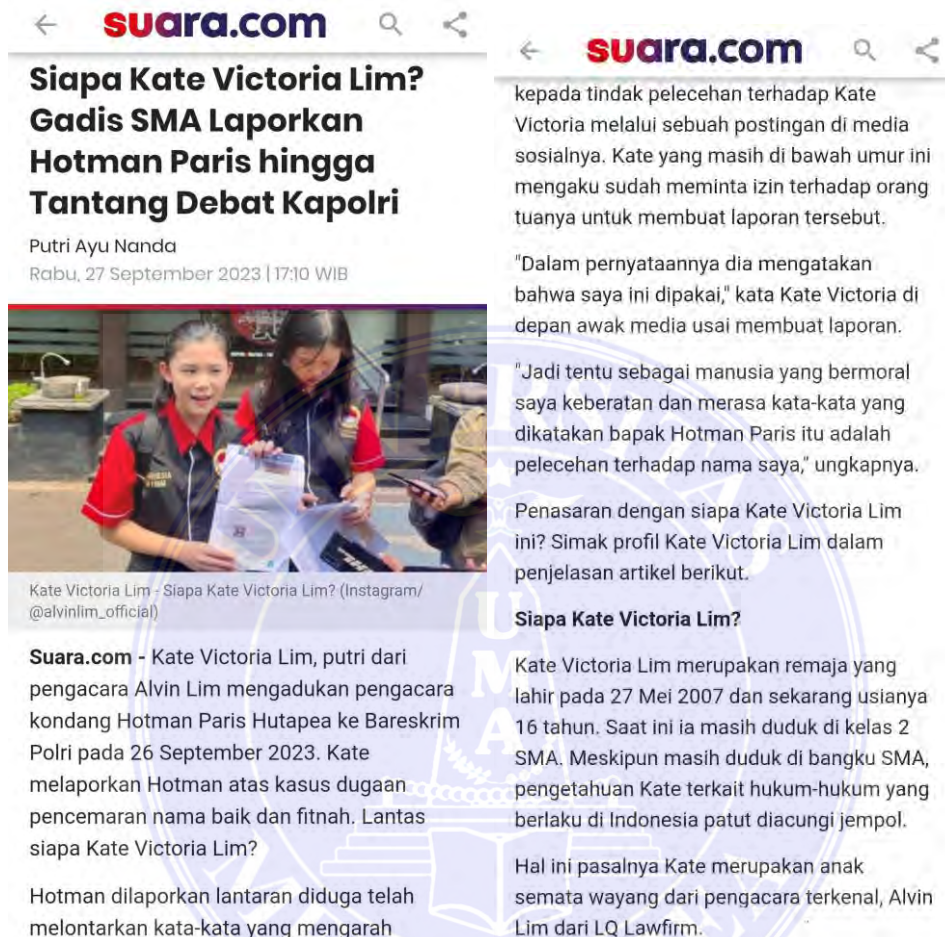 suara.com
Siapa Kate Victoria Lim?
Gadis SMA Laporkan
Hotman Paris hingga
Tantang Debat Kapolri
Putri Ayu Nanda
Rabu, 27 September 2023 | 17:10 WIB
Kate Victoria Lim - Siapa Kate Victoria Lim? (Instagram/
@alvinlim_official)
Suara.com - Kate Victoria Lim, putri dari
pengacara Alvin Lim mengadukan pengacara
kondang Hotman Paris Hutapea ke Bareskrim
Polri pada 26 September 2023. Kate
melaporkan Hotman atas kasus dugaan
pencemaran nama baik dan fitnah. Lantas
siapa Kate Victoria Lim?
Hotman dilaporkan lantaran diduga telah
melontarkan kata-kata yang mengarah
suara.com
kepada tindak pelecehan terhadap Kate
Victoria melalui sebuah postingan di media
sosialnya. Kate yang masih di bawah umur ini
mengaku sudah meminta izin terhadap orang
tuanya untuk membuat laporan tersebut.
"Dalam pernyataannya dia mengatakan
bahwa saya ini dipakai," kata Kate Victoria di
depan awak media usai membuat laporan.
"Jadi tentu sebagai manusia yang bermoral
saya keberatan dan merasa kata-kata yang
dikatakan bapak Hotman Paris itu adalah
pelecehan terhadap nama saya," ungkapnya.
Penasaran dengan siapa Kate Victoria Lim
ini? Simak profil Kate Victoria Lim dalam
penjelasan artikel berikut.
Siapa Kate Victoria Lim?
Kate Victoria Lim merupakan remaja yang
lahir pada 27 Mei 2007 dan sekarang usianya
16 tahun. Saat ini ia masih duduk di kelas 2
SMA. Meskipun masih duduk di bangku SMA,
pengetahuan Kate terkait hukum-hukum yang
berlaku di Indonesia patut diacungi jempol.
Hal ini pasalnya Kate merupakan anak
semata wayang dari pengacara terkenal, Alvin
Lim dari LQ Lawfirm.
UMA